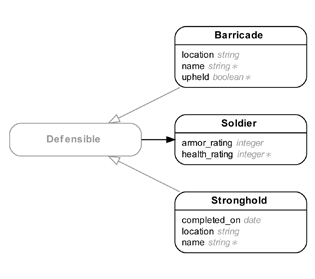 Barricade
location string
name string *
upheld boolean *
Defensible
Soldier
armor_rating integer
health_rating integer *
Stronghold
completed_on date
location string
name string *